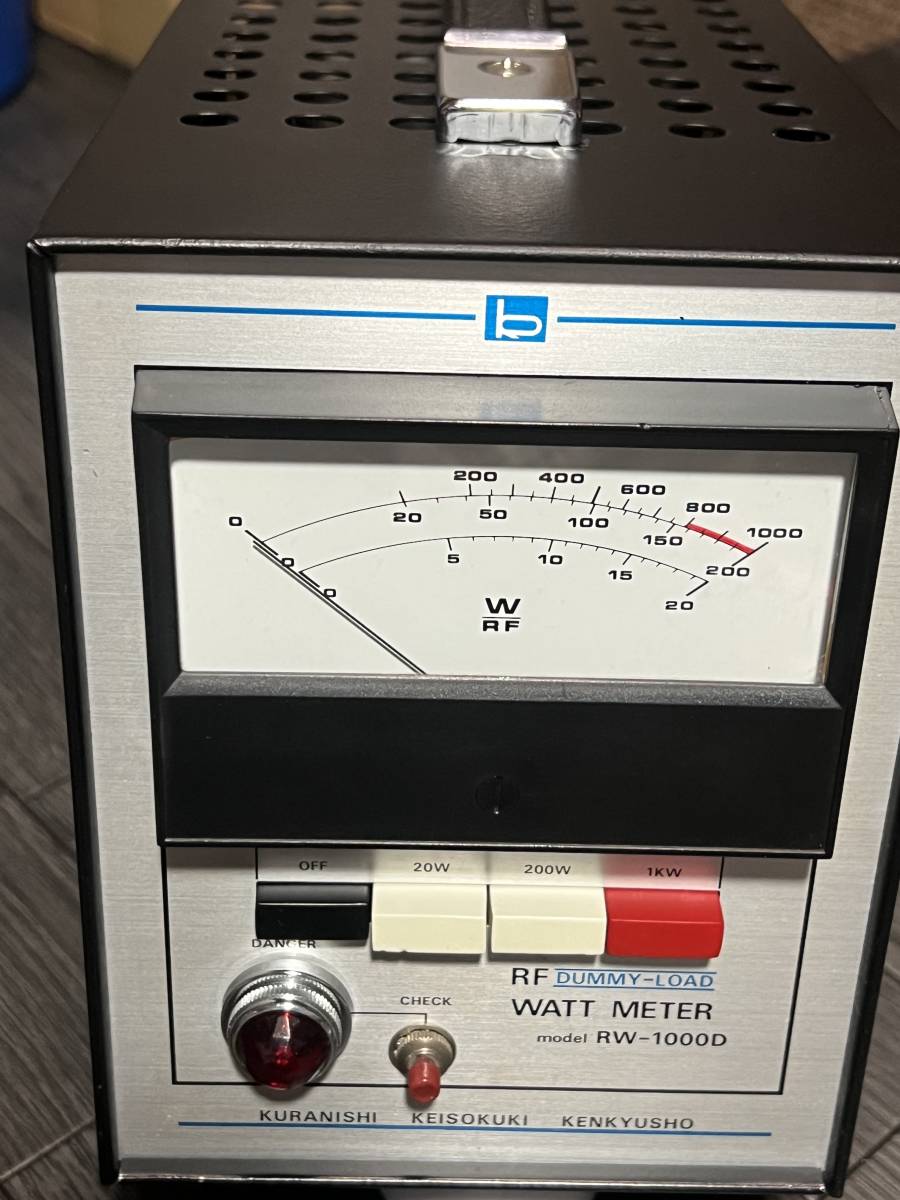 200 400 600 800 1000
0 20 50 100 150 200
0 5 10 15 20
0
W
RF
OFF 20W 200W 1KW
DANGER
CHECK
RF DUMMY-LOAD
WATT METER
model RW-1000D
KURANISHI KEISOKUKI KENKYUSHO